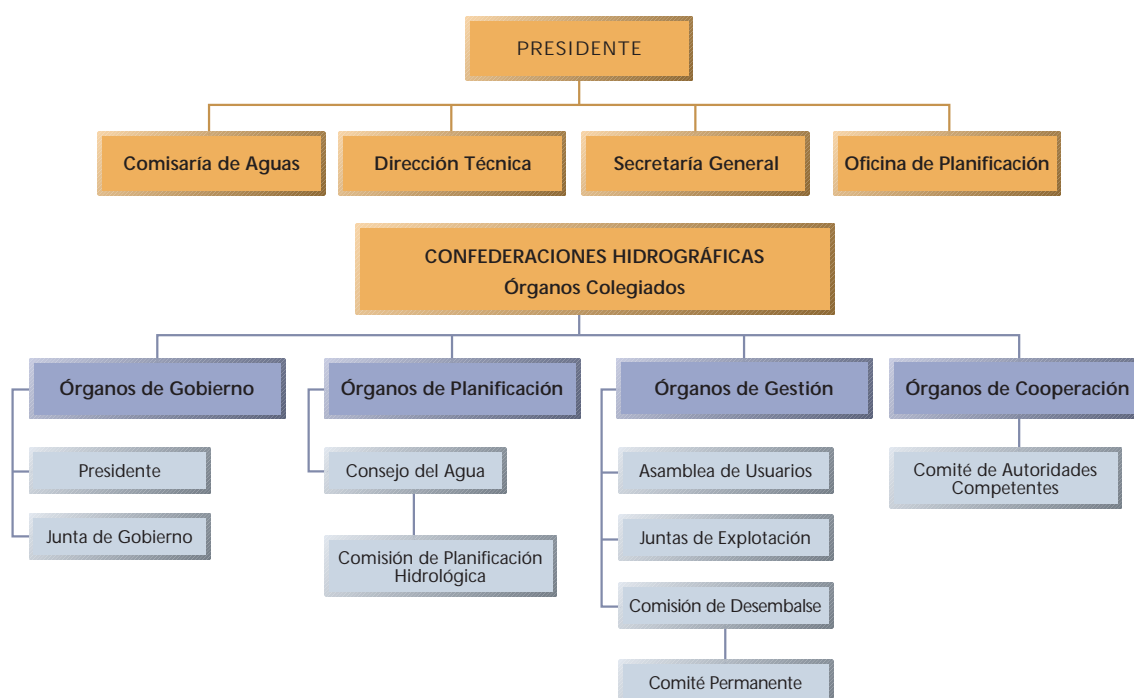 PRESIDENTE
Comisaría de Aguas
Dirección Técnica
Secretaría General
Oficina de Planificación
CONFEDERACIONES HIDROGRÁFICAS
Órganos Colegiados
Órganos de Gobierno
Órganos de Planificación
Órganos de Gestión
Órganos de Cooperación
Presidente
Junta de Gobierno
Consejo del Agua
Comisión de Planificación
Hidrológica
Asamblea de Usuarios
Juntas de Explotación
Comisión de Desembalse
Comité Permanente
Comité de Autoridades
Competentes